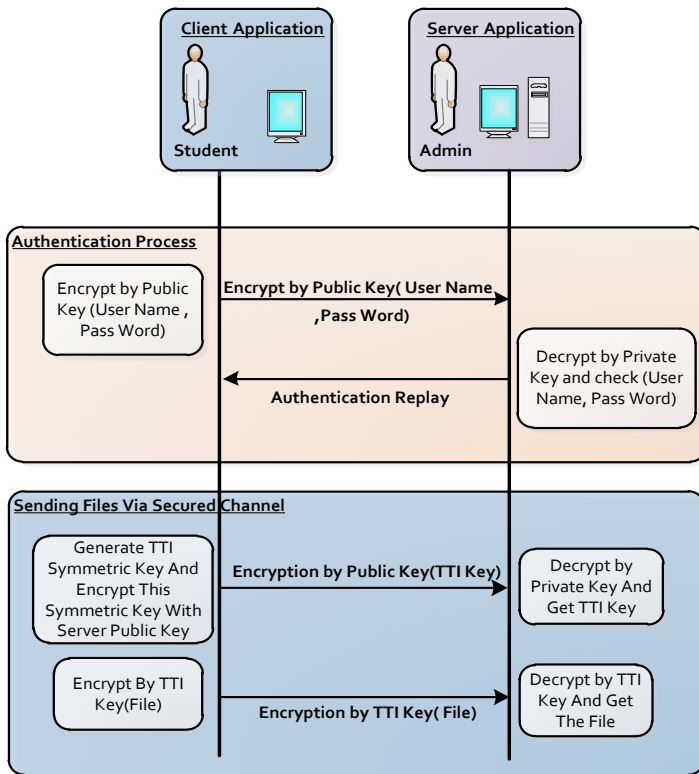 Client Application
Server Application
Student
Admin
Authentication Process
Encrypt by Public
Key (User Name ,
Pass Word)
Encrypt by Public Key( User Name
,Pass Word)
Decrypt by Private
Key and check (User
Name, Pass Word)
Authentication Replay
Sending Files Via Secured Channel
Generate TTI
Symmetric Key And
Encrypt This
Symmetric Key With
Server Public Key
Encryption by Public Key(TTI Key)
Decrypt by
Private Key And
Get TTI Key
Encrypt By TTI
Key(File)
Encryption by TTI Key( File)
Decrypt by TTI
Key And Get
The File